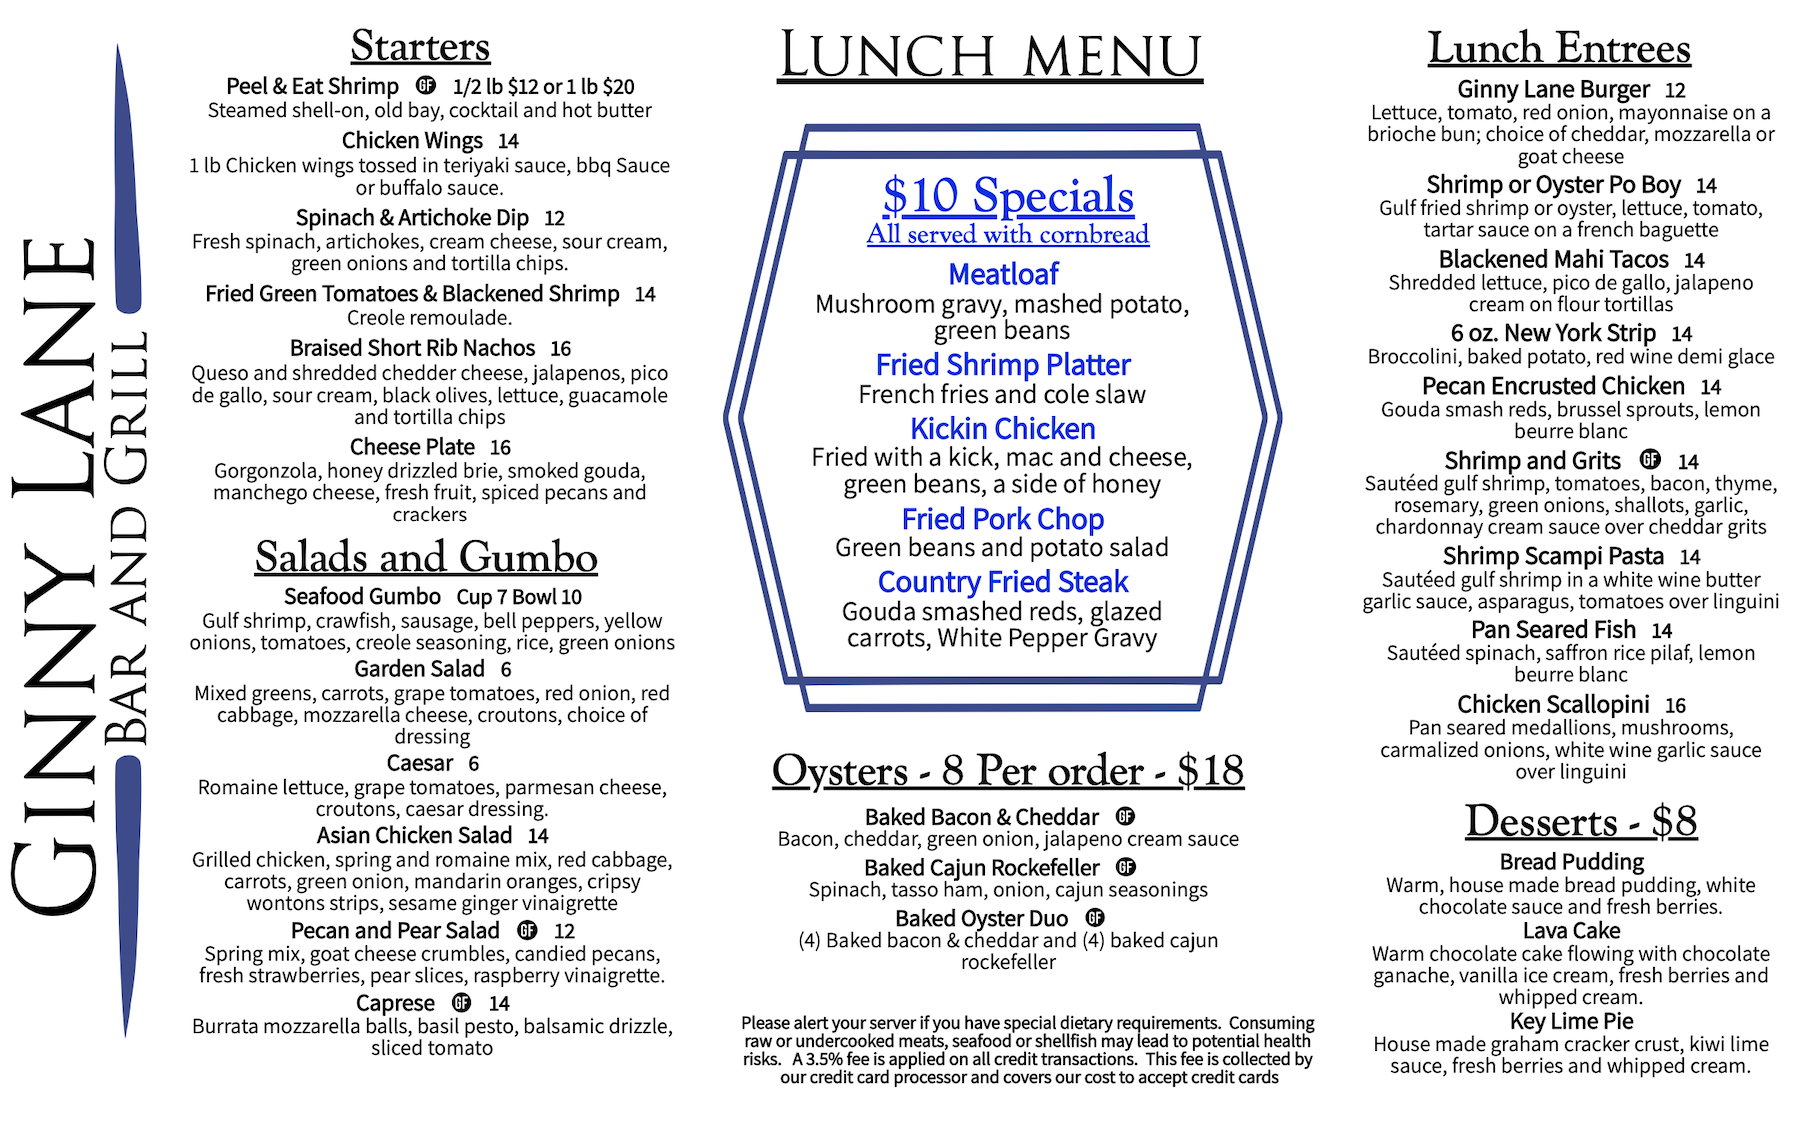 GINNY LANE
BAR AND GRILL
Starters
Peel & Eat Shrimp GF 1/2 lb $12 or 1 lb $20
Steamed shell-on, old bay, cocktail and hot butter
Chicken Wings 14
1 lb Chicken wings tossed in teriyaki sauce, bbq Sauce
or buffalo sauce.
Spinach & Artichoke Dip 12
Fresh spinach, artichokes, cream cheese, sour cream,
green onions and tortilla chips.
Fried Green Tomatoes & Blackened Shrimp 14
Creole remoulade.
Braised Short Rib Nachos 16
Queso and shredded chedder cheese, jalapenos, pico
de gallo, sour cream, black olives, lettuce, guacamole
and tortilla chips
Cheese Plate 16
Gorgonzola, honey drizzled brie, smoked gouda,
manchego cheese, fresh fruit, spiced pecans and
crackers
Salads and Gumbo
Seafood Gumbo Cup 7 Bowl 10
Gulf shrimp, crawfish, sausage, bell peppers, yellow
onions, tomatoes, creole seasoning, rice, green onions
Garden Salad 6
Mixed greens, carrots, grape tomatoes, red onion, red
cabbage, mozzarella cheese, croutons, choice of
dressing
Caesar 6
Romaine lettuce, grape tomatoes, parmesan cheese,
croutons, caesar dressing.
Asian Chicken Salad 14
Grilled chicken, spring and romaine mix, red cabbage,
carrots, green onion, mandarin oranges, cripsy
wontons strips, sesame ginger vinaigrette
Pecan and Pear Salad GF 12
Spring mix, goat cheese crumbles, candied pecans,
fresh strawberries, pear slices, raspberry vinaigrette.
Caprese GF 14
Burrata mozzarella balls, basil pesto, balsamic drizzle,
sliced tomato
LUNCH MENU
$10 Specials
All served with cornbread
Meatloaf
Mushroom gravy, mashed potato,
green beans
Fried Shrimp Platter
French fries and cole slaw
Kickin Chicken
Fried with a kick, mac and cheese,
green beans, a side of honey
Fried Pork Chop
Green beans and potato salad
Country Fried Steak
Gouda smashed reds, glazed
carrots, White Pepper Gravy
Oysters - 8 Per order - $18
Baked Bacon & Cheddar GF
Bacon, cheddar, green onion, jalapeno cream sauce
Baked Cajun Rockefeller GF
Spinach, tasso ham, onion, cajun seasonings
Baked Oyster Duo GF
(4) Baked bacon & cheddar and (4) baked cajun
rockefeller
Please alert your server if you have special dietary requirements. Consuming
raw or undercooked meats, seafood or shellfish may lead to potential health
risks. A 3.5% fee is applied on all credit transactions. This fee is collected by
our credit card processor and covers our cost to accept credit cards
Lunch Entrees
Ginny Lane Burger 12
Lettuce, tomato, red onion, mayonnaise on a
brioche bun; choice of cheddar, mozzarella or
goat cheese
Shrimp or Oyster Po Boy 14
Gulf fried shrimp or oyster, lettuce, tomato,
tartar sauce on a french baguette
Blackened Mahi Tacos 14
Shredded lettuce, pico de gallo, jalapeno
cream on flour tortillas
6 oz. New York Strip 14
Broccolini, baked potato, red wine demi glace
Pecan Encrusted Chicken 14
Gouda smash reds, brussel sprouts, lemon
beurre blanc
Shrimp and Grits GF 14
Sautéed gulf shrimp, tomatoes, bacon, thyme,
rosemary, green onions, shallots, garlic,
chardonnay cream sauce over cheddar grits
Shrimp Scampi Pasta 14
Sautéed gulf shrimp in a white wine butter
garlic sauce, asparagus, tomatoes over linguini
Pan Seared Fish 14
Sautéed spinach, saffron rice pilaf, lemon
beurre blanc
Chicken Scallopini 16
Pan seared medallions, mushrooms,
carmalized onions, white wine garlic sauce
over linguini
Desserts - $8
Bread Pudding
Warm, house made bread pudding, white
chocolate sauce and fresh berries.
Lava Cake
Warm chocolate cake flowing with chocolate
ganache, vanilla ice cream, fresh berries and
whipped cream.
Key Lime Pie
House made graham cracker crust, kiwi lime
sauce, fresh berries and whipped cream.